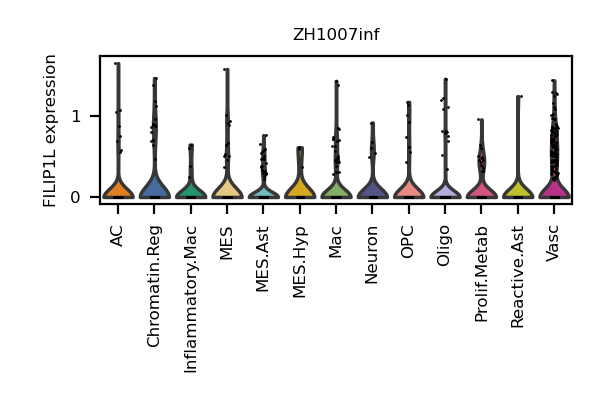 ZH1007inf
FILIP1L expression
1
0
AC
Chromatin.Reg
Inflammatory.Mac
MES
MES.Ast
MES.Hyp
Mac
Neuron
OPC
Oligo
Prolif.Metab
Reactive.Ast
Vasc